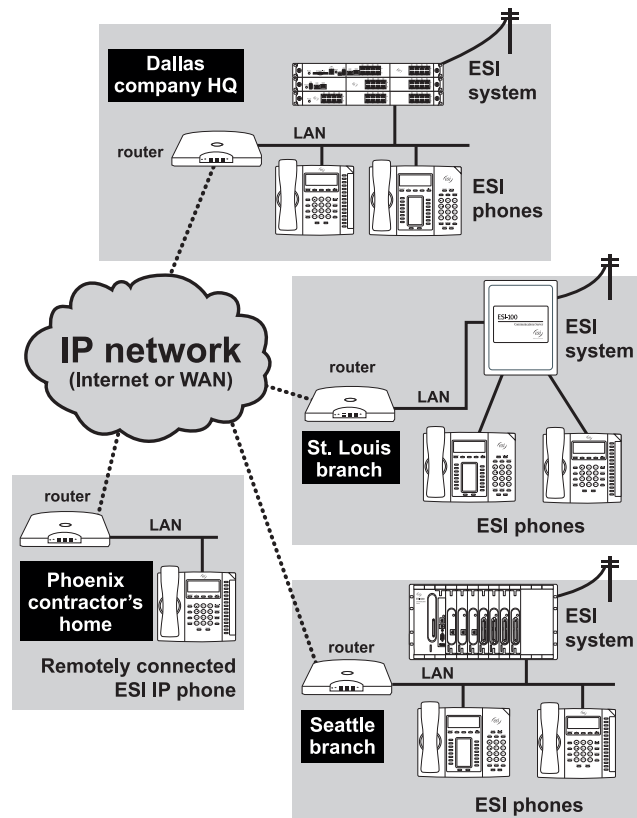 Dallas
company HQ
ESI
system
router
LAN
ESI
phones
IP network
(Internet or WAN)
ESI-100
ESI
system
router
LAN
St. Louis
branch
ESI phones
router
LAN
Phoenix
contractor's
home
Remotely connected
ESI IP phone
ESI
system
router
LAN
Seattle
branch
ESI phones